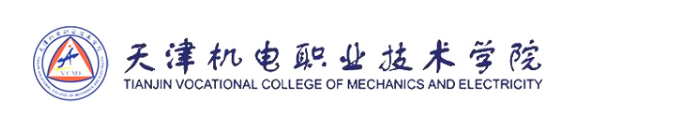 天津机电职业技术学院
TIANJIN VOCATIONAL COLLEGE OF MECHANICS AND ELECTRICITY